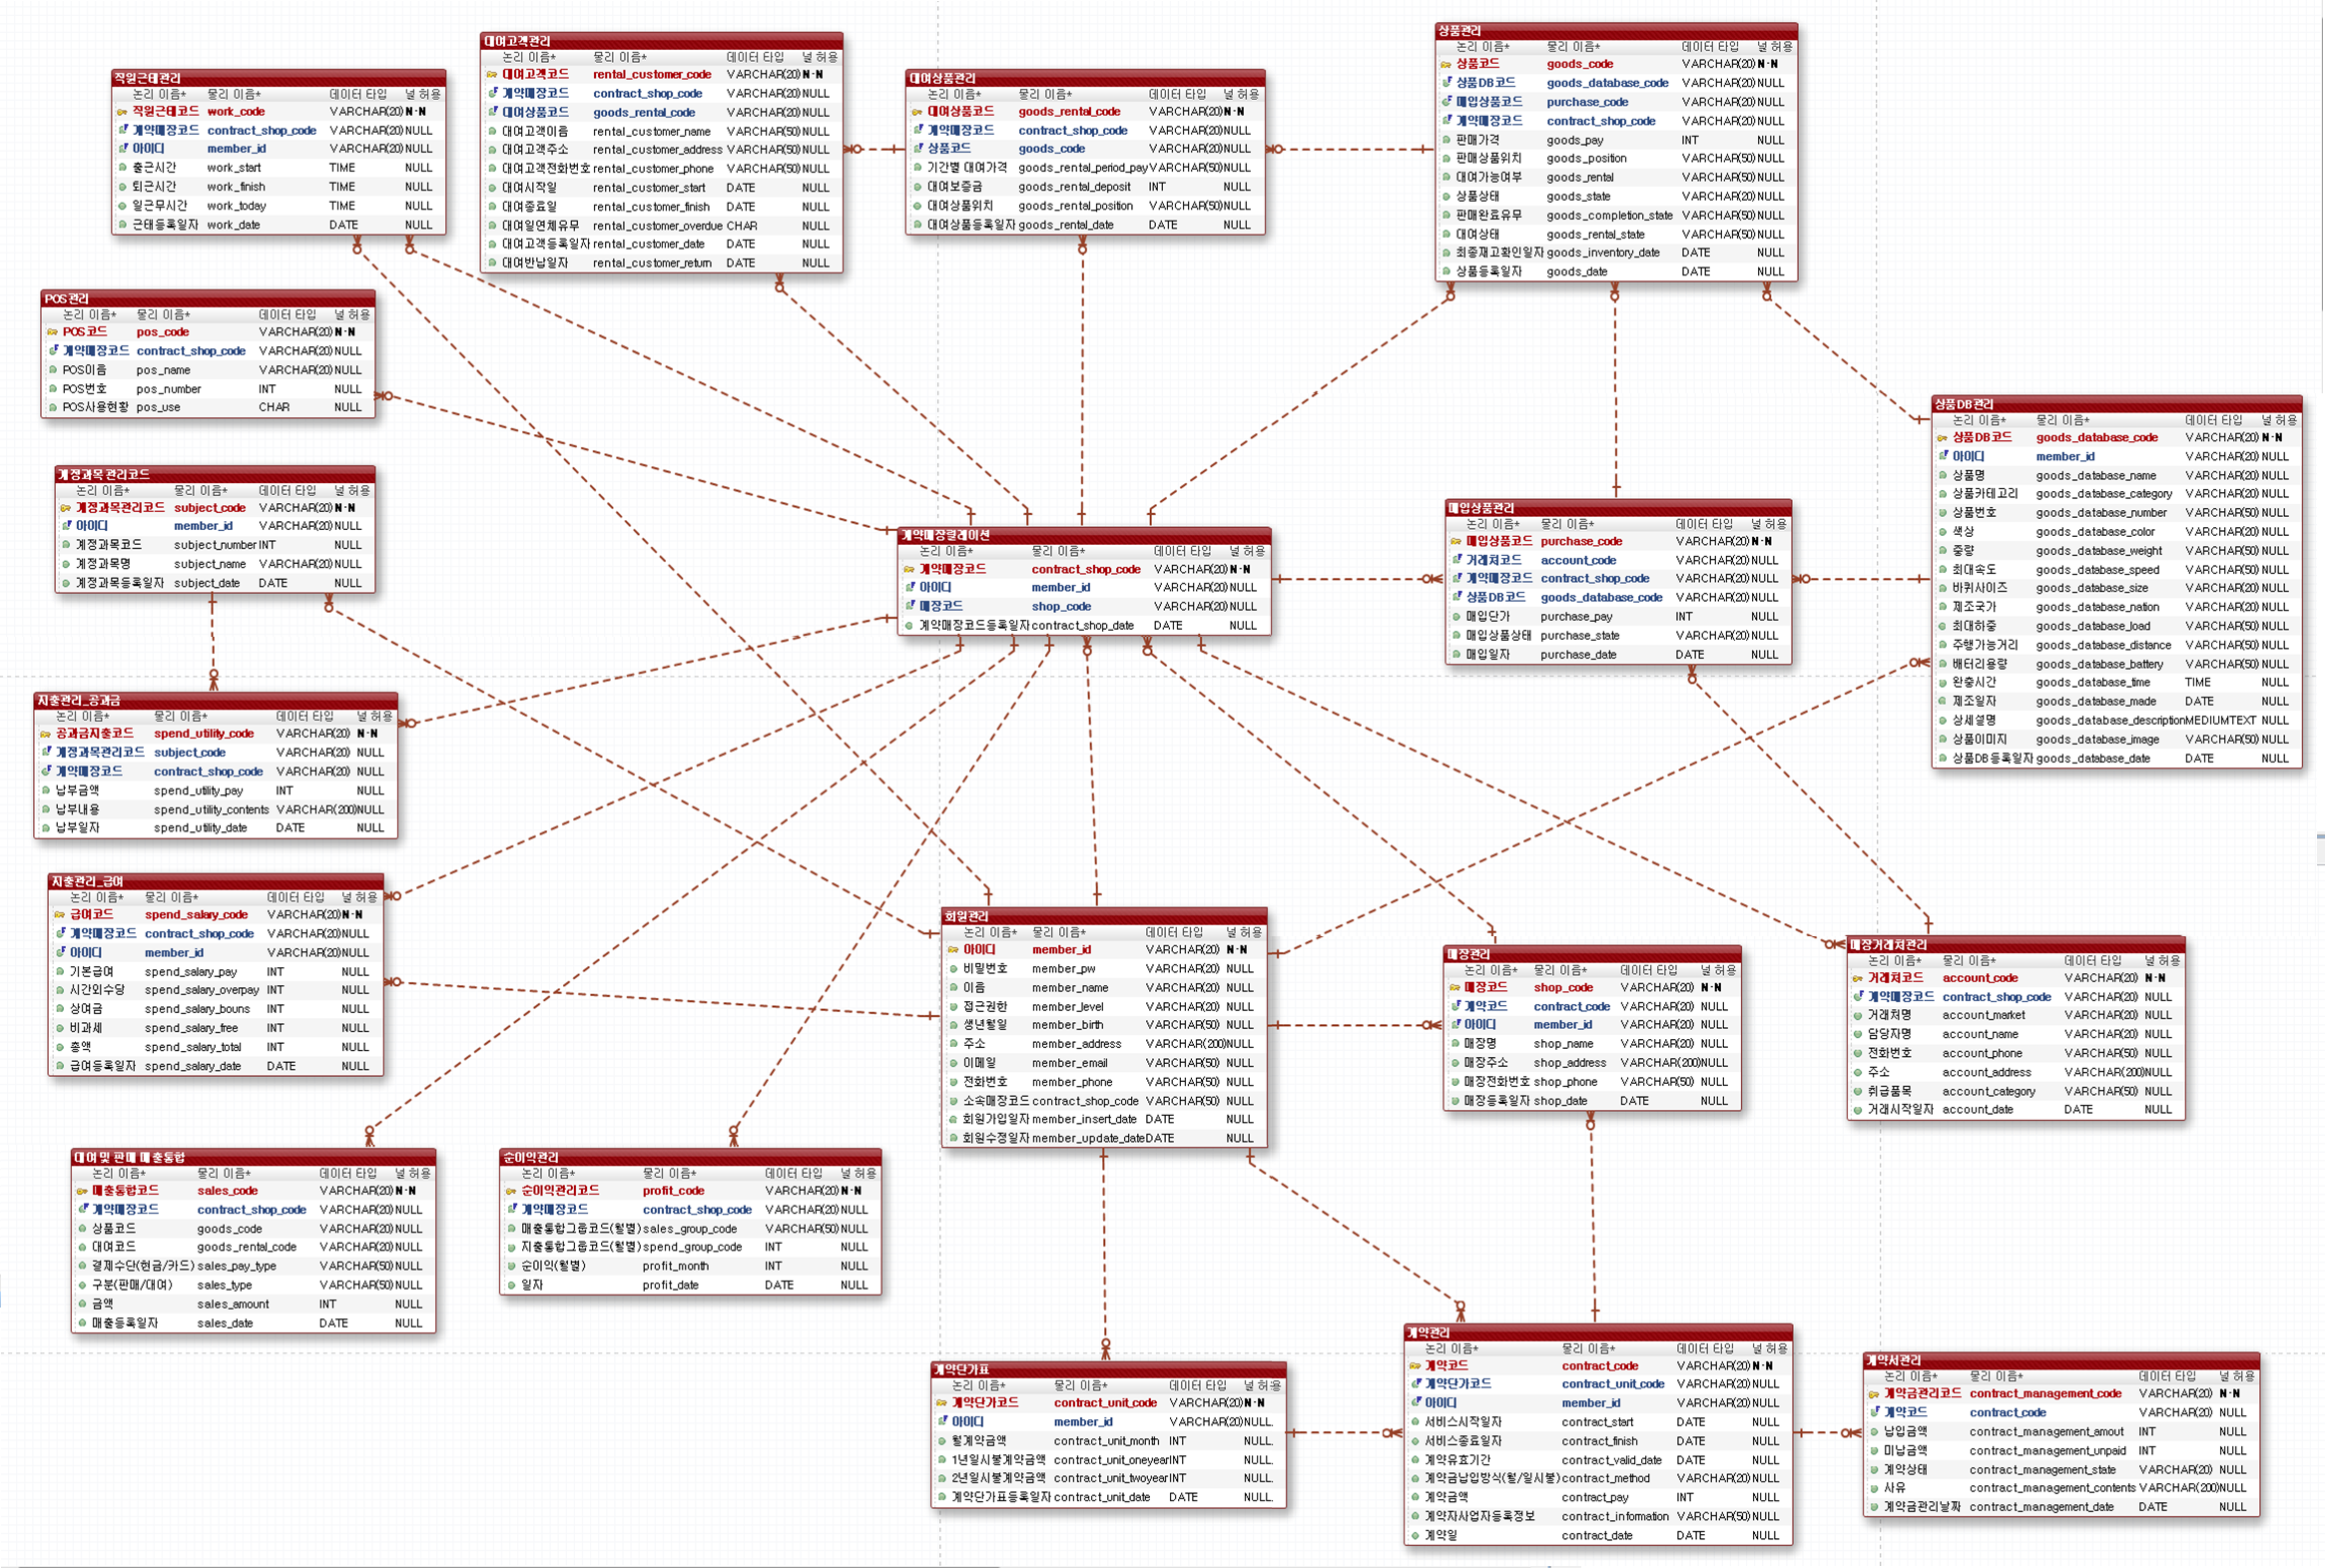 직원근태관리
논리 이름* 물리 이름* 데이터 타입 널 허용
직원근태코드 work_code VARCHAR(20) N-N
계약매장코드 contract_shop_code VARCHAR(20) NULL
아이디 member_id VARCHAR(20) NULL
출근시간 work_start TIME NULL
퇴근시간 work_finish TIME NULL
일근무시간 work_today TIME NULL
근태등록일자 work_date DATE NULL
대여고객관리
논리 이름* 물리 이름* 데이터 타입 널 허용
대여고객코드 rental_customer_code VARCHAR(20) N-N
계약매장코드 contract_shop_code VARCHAR(20) NULL
대여상품코드 goods_rental_code VARCHAR(20) NULL
대여고객이름 rental_customer_name VARCHAR(50) NULL
대여고객주소 rental_customer_address VARCHAR(50) NULL
대여고객전화번호 rental_customer_phone VARCHAR(50) NULL
대여시작일 rental_customer_start DATE NULL
대여종료일 rental_customer_finish DATE NULL
대여일연체유무 rental_customer_overdue CHAR NULL
대여고객등록일자 rental_customer_date DATE NULL
대여반납일자 rental_customer_return DATE NULL
대여상품관리
논리 이름* 물리 이름* 데이터 타입 널 허용
대여상품코드 goods_rental_code VARCHAR(20) N-N
계약매장코드 contract_shop_code VARCHAR(20) NULL
상품코드 goods_code VARCHAR(20) NULL
기간별 대여가격 goods_rental_period_pay VARCHAR(50) NULL
대여보증금 goods_rental_deposit INT NULL
대여상품위치 goods_rental_position VARCHAR(50) NULL
대여상품등록일자 goods_rental_date DATE NULL
상품관리
논리 이름* 물리 이름* 데이터 타입 널 허용
상품코드 goods_code VARCHAR(20) N-N
상품DB코드 goods_database_code VARCHAR(20) NULL
매입상품코드 purchase_code VARCHAR(20) NULL
계약매장코드 contract_shop_code VARCHAR(20) NULL
판매가격 goods_pay INT NULL
판매상품위치 goods_position VARCHAR(50) NULL
대여가능여부 goods_rental VARCHAR(50) NULL
상품상태 goods_state VARCHAR(20) NULL
판매완료유무 goods_completion_state VARCHAR(50) NULL
대여상태 goods_rental_state VARCHAR(50) NULL
최종재고확인일자 goods_inventory_date DATE NULL
상품등록일자 goods_date DATE NULL
POS관리
논리 이름* 물리 이름* 데이터 타입 널 허용
POS코드 pos_code VARCHAR(20) N-N
계약매장코드 contract_shop_code VARCHAR(20) NULL
POS이름 pos_name VARCHAR(20) NULL
POS번호 pos_number INT NULL
POS사용현황 pos_use CHAR NULL
상품DB관리
논리 이름* 물리 이름* 데이터 타입 널 허용
상품DB코드 goods_database_code VARCHAR(20) N-N
아이디 member_id VARCHAR(20) NULL
상품명 goods_database_name VARCHAR(50) NULL
상품카테고리 goods_database_category VARCHAR(20) NULL
상품번호 goods_database_number VARCHAR(50) NULL
색상 goods_database_color VARCHAR(20) NULL
중량 goods_database_weight VARCHAR(50) NULL
최대속도 goods_database_speed VARCHAR(50) NULL
바퀴사이즈 goods_database_size VARCHAR(20) NULL
제조국가 goods_database_nation VARCHAR(20) NULL
최대하중 goods_database_load VARCHAR(50) NULL
주행가능거리 goods_database_distance VARCHAR(50) NULL
배터리용량 goods_database_battery VARCHAR(20) NULL
완충시간 goods_database_time TIME NULL
제조일자 goods_database_made DATE NULL
상세설명 goods_database_description MEDIUMTEXT NULL
상품이미지 goods_database_image VARCHAR(50) NULL
상품DB등록일자 goods_database_date DATE NULL
계정과목 관리코드
논리 이름* 물리 이름* 데이터 타입 널 허용
계정과목관리코드 subject_code VARCHAR(20) N-N
아이디 member_id VARCHAR(20) NULL
계정과목코드 subject_number INT NULL
계정과목명 subject_name VARCHAR(20) NULL
계정과목등록일자 subject_date DATE NULL
계약매장릴레이션
논리 이름* 물리 이름* 데이터 타입 널 허용
계약매장코드 contract_shop_code VARCHAR(20) N-N
아이디 member_id VARCHAR(20) NULL
매장코드 shop_code VARCHAR(20) NULL
계약매장코드등록일자 contract_shop_date DATE NULL
매입상품관리
논리 이름* 물리 이름* 데이터 타입 널 허용
매입상품코드 purchase_code VARCHAR(20) N-N
거래처코드 account_code VARCHAR(20) NULL
계약매장코드 contract_shop_code VARCHAR(20) NULL
상품DB코드 goods_database_code VARCHAR(20) NULL
매입단가 purchase_pay INT NULL
매입상품상태 purchase_state VARCHAR(20) NULL
매입일자 purchase_date DATE NULL
지출관리_공과금
논리 이름* 물리 이름* 데이터 타입 널 허용
공과금지출코드 spend_utility_code VARCHAR(20) N-N
계정과목관리코드 subject_code VARCHAR(20) NULL
계약매장코드 contract_shop_code VARCHAR(20) NULL
납부금액 spend_utility_pay INT NULL
납부내용 spend_utility_contents VARCHAR(200) NULL
납부일자 spend_utility_date DATE NULL
지출관리_급여
논리 이름* 물리 이름* 데이터 타입 널 허용
급여코드 spend_salary_code VARCHAR(20) N-N
계약매장코드 contract_shop_code VARCHAR(20) NULL
아이디 member_id VARCHAR(20) NULL
기본급여 spend_salary_pay INT NULL
시간외수당 spend_salary_overpay INT NULL
상여금 spend_salary_bouns INT NULL
비과세 spend_salary_free INT NULL
총액 spend_salary_total INT NULL
급여등록일자 spend_salary_date DATE NULL
회원관리
논리 이름* 물리 이름* 데이터 타입 널 허용
아이디 member_id VARCHAR(20) N-N
비밀번호 member_pw VARCHAR(20) NULL
이름 member_name VARCHAR(20) NULL
접근권한 member_level VARCHAR(20) NULL
생년월일 member_birth VARCHAR(50) NULL
주소 member_address VARCHAR(200) NULL
이메일 member_email VARCHAR(50) NULL
전화번호 member_phone VARCHAR(50) NULL
소속매장코드 contract_shop_code VARCHAR(50) NULL
회원가입일자 member_insert_date DATE NULL
회원수정일자 member_update_date DATE NULL
매장관리
논리 이름* 물리 이름* 데이터 타입 널 허용
매장코드 shop_code VARCHAR(20) N-N
계약코드 contract_code VARCHAR(20) NULL
아이디 member_id VARCHAR(20) NULL
매장명 shop_name VARCHAR(20) NULL
매장주소 shop_address VARCHAR(200) NULL
매장전화번호 shop_phone VARCHAR(50) NULL
매장등록일자 shop_date DATE NULL
매장거래처관리
논리 이름* 물리 이름* 데이터 타입 널 허용
거래처코드 account_code VARCHAR(20) N-N
계약매장코드 contract_shop_code VARCHAR(20) NULL
거래처명 account_market VARCHAR(20) NULL
담당자명 account_name VARCHAR(20) NULL
전화번호 account_phone VARCHAR(50) NULL
주소 account_address VARCHAR(200) NULL
취급품목 account_category VARCHAR(50) NULL
거래시작일자 account_date DATE NULL
대여 및 판매 매출통합
논리 이름* 물리 이름* 데이터 타입 널 허용
매출통합코드 sales_code VARCHAR(20) N-N
계약매장코드 contract_shop_code VARCHAR(20) NULL
상품코드 goods_code VARCHAR(20) NULL
대여코드 goods_rental_code VARCHAR(20) NULL
결제수단(현금/카드) sales_pay_type VARCHAR(50) NULL
구분(판매/대여) sales_type VARCHAR(50) NULL
금액 sales_amount INT NULL
매출등록일자 sales_date DATE NULL
순이익관리
논리 이름* 물리 이름* 데이터 타입 널 허용
순이익관리코드 profit_code VARCHAR(20) N-N
계약매장코드 contract_shop_code VARCHAR(20) NULL
매출통합그룹코드(월별) sales_group_code VARCHAR(50) NULL
지출통합그룹코드(월별) spend_group_code INT NULL
순이익(월별) profit_month INT NULL
일자 profit_date DATE NULL
계약단가표
논리 이름* 물리 이름* 데이터 타입 널 허용
계약단가코드 contract_unit_code VARCHAR(20) N-N
아이디 member_id VARCHAR(20) NULL
월계약금액 contract_unit_month INT NULL
1년일시불계약금액 contract_unit_oneyear INT NULL
2년일시불계약금액 contract_unit_twoyear INT NULL
계약단가표등록일자 contract_unit_date DATE NULL
계약관리
논리 이름* 물리 이름* 데이터 타입 널 허용
계약코드 contract_code VARCHAR(20) N-N
계약단가코드 contract_unit_code VARCHAR(20) NULL
아이디 member_id VARCHAR(20) NULL
서비스시작일자 contract_start DATE NULL
서비스종료일자 contract_finish DATE NULL
계약유효기간 contract_valid_date DATE NULL
계약금납입방식(월/일시불) contract_method VARCHAR(20) NULL
계약금액 contract_pay INT NULL
계약자사업자등록정보 contract_information VARCHAR(50) NULL
계약일 contract_date DATE NULL
계약서관리
논리 이름* 물리 이름* 데이터 타입 널 허용
계약금관리코드 contract_management_code VARCHAR(20) N-N
계약코드 contract_code VARCHAR(20) NULL
납입금액 contract_management_amout INT NULL
미납금액 contract_management_unpaid INT NULL
계약상태 contract_management_state VARCHAR(20) NULL
사유 contract_management_contents VARCHAR(200) NULL
계약금관리날짜 contract_management_date DATE NULL